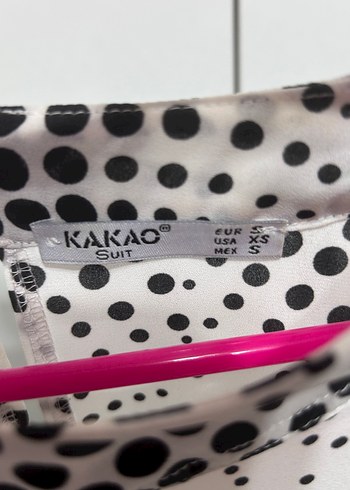 KAKAO®
SUIT
EUR S
USA XS
MEX S